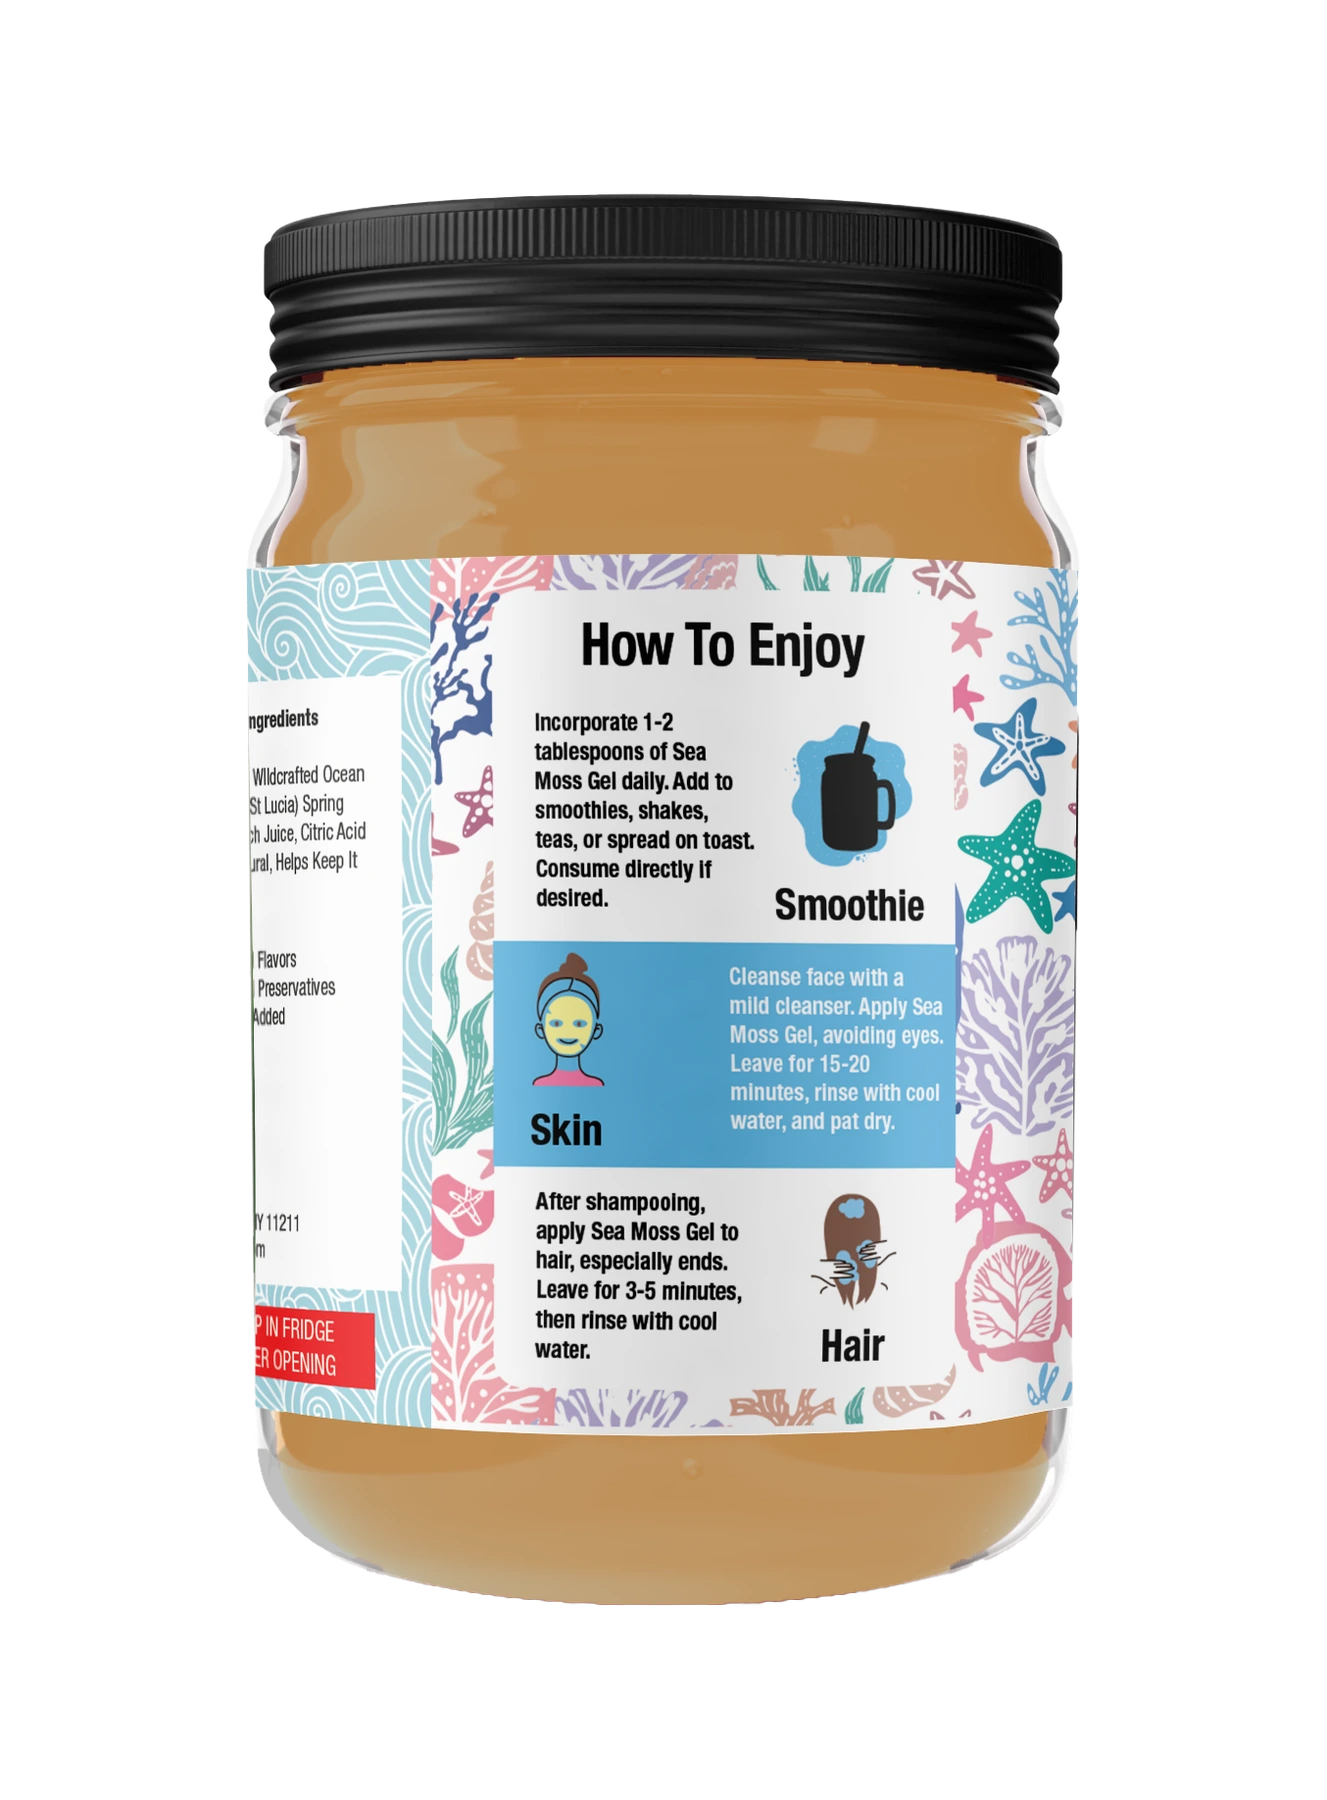 Ingredients
WIldcrafted Ocean
St Lucia) Spring
Juice, Citric Acid
Helps Keep It
Flavors
Preservatives
Added
NY 11211
IN FRIDGE
OPENING
How To Enjoy
Incorporate 1-2
tablespoons of Sea
Moss Gel daily. Add to
smoothies, shakes,
teas, or spread on toast.
Consume directly if
desired.
Smoothie
Cleanse face with a
mild cleanser. Apply Sea
Moss Gel, avoiding eyes.
Leave for 15-20
minutes, rinse with cool
water, and pat dry.
Skin
After shampooing,
apply Sea Moss Gel to
hair, especially ends.
Leave for 3-5 minutes,
then rinse with cool
water.
Hair